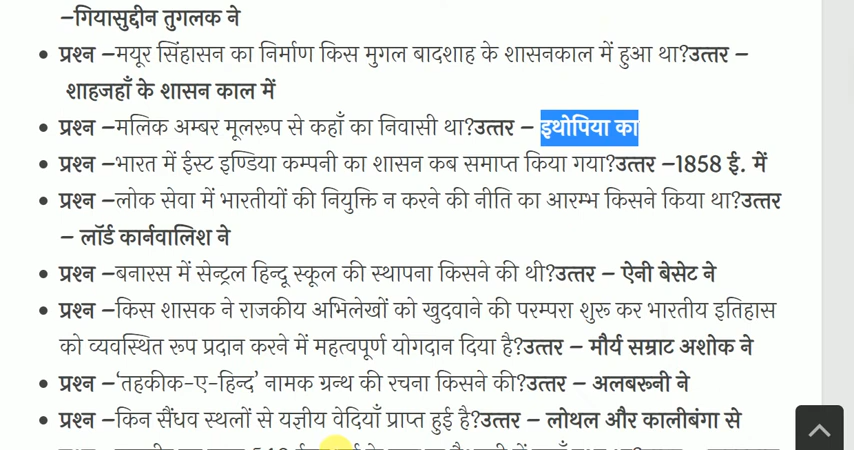 –गियासुद्दीन तुगलक ने
प्रश्न –मयूर सिंहासन का निर्माण किस मुगल बादशाह के शासनकाल में हुआ था?उत्तर –
शाहजहाँ के शासन काल में
प्रश्न –मलिक अम्बर मूलरूप से कहाँ का निवासी था?उत्तर – इथोपिया का
प्रश्न –भारत में ईस्ट इण्डिया कम्पनी का शासन कब समाप्त किया गया?उत्तर –1858 ई. में
प्रश्न –लोक सेवा में भारतीयों की नियुक्ति न करने की नीति का आरम्भ किसने किया था?उत्तर
– लॉर्ड कार्नवालिश ने
प्रश्न –बनारस में सेन्ट्रल हिन्दू स्कूल की स्थापना किसने की थी?उत्तर – ऐनी बेसेट ने
प्रश्न –किस शासक ने राजकीय अभिलेखों को खुदवाने की परम्परा शुरू कर भारतीय इतिहास
को व्यवस्थित रूप प्रदान करने में महत्वपूर्ण योगदान दिया है?उत्तर – मौर्य सम्राट अशोक ने
प्रश्न –‘तहकीक-ए-हिन्द’ नामक ग्रन्थ की रचना किसने की?उत्तर – अलबरूनी ने
प्रश्न –किन सैंधव स्थलों से यज्ञीय वेदियाँ प्राप्त हुई है?उत्तर – लोथल और कालीबंगा से